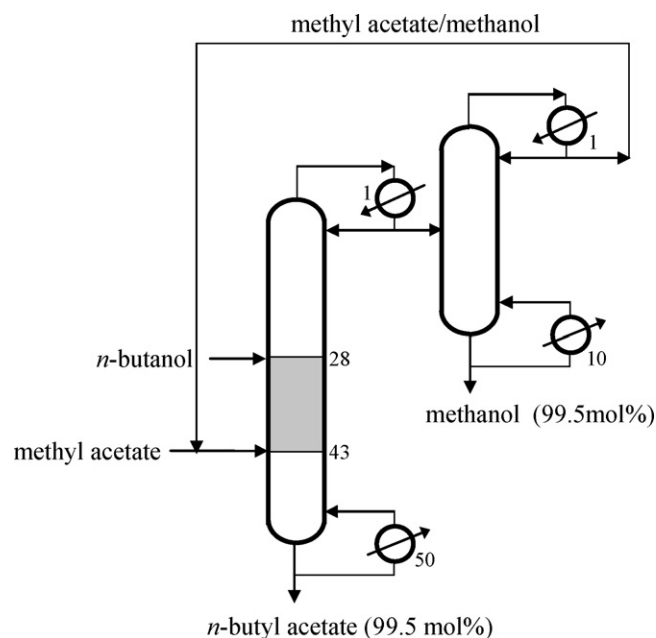 methyl acetate/methanol
1
1
n-butanol
28
10
methanol (99.5mol%)
methyl acetate
43
50
n-butyl acetate (99.5 mol%)